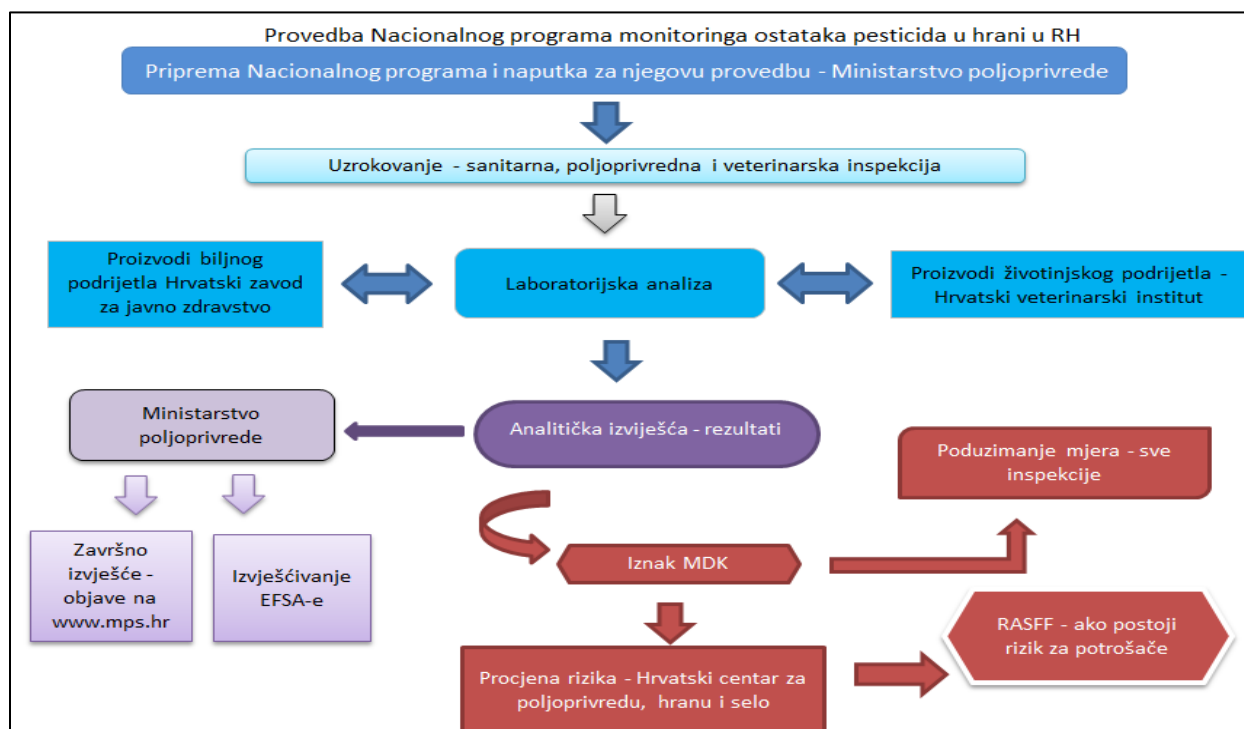 Provedba Nacionalnog programa monitoringa ostataka pesticida u hrani u RH
Priprema Nacionalnog programa i naputka za njegovu provedbu - Ministarstvo poljoprivrede
Uzrokovanje - sanitarna, poljoprivredna i veterinarska inspekcija
Proizvodi biljnog
podrijetla Hrvatski zavod
za javno zdravstvo
Laboratorijska analiza
Proizvodi životinjskog podrijetla -
Hrvatski veterinarski institut
Ministarstvo
poljoprivrede
Analitička izviješća - rezultati
Poduzimanje mjera - sve
inspekcije
Završno
izvješće -
objave na
www.mps.hr
Izvješćivanje
EFSA-e
Iznak MDK
RASFF - ako postoji
rizik za potrošače
Procjena rizika - Hrvatski centar za
poljoprivredu, hranu i selo